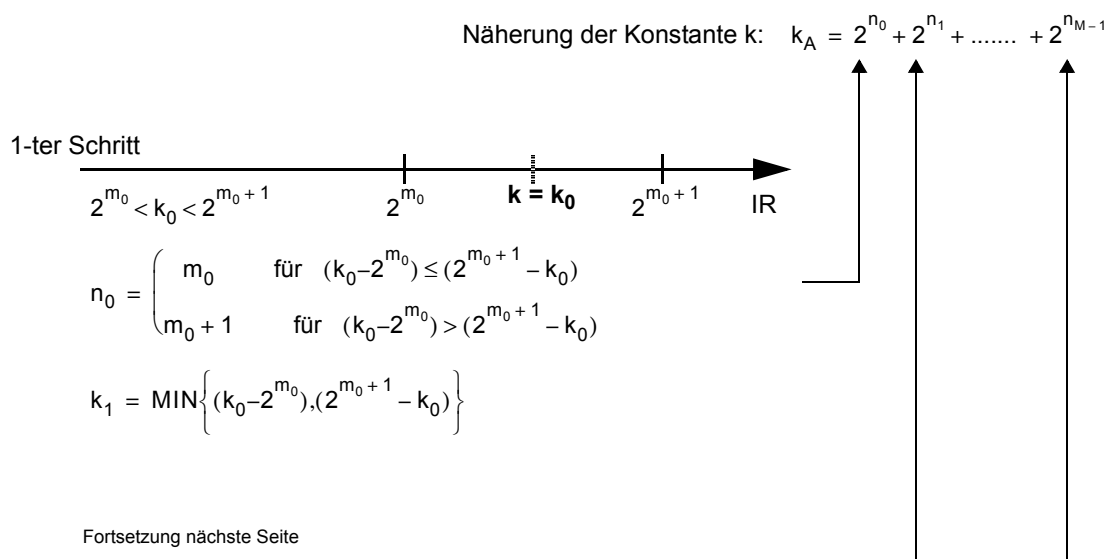 Näherung der Konstante k: k_A = 2^{n_0} + 2^{n_1} + ....... + 2^{n_{M–1}}
1-ter Schritt
2^{m_0} < k_0 < 2^{m_0 + 1}   2^{m_0}   k = k_0   2^{m_0 + 1}   IR
n_0 = ( m_0   für (k_0–2^{m_0}) ≤ (2^{m_0 + 1} – k_0)
m_0 + 1   für (k_0–2^{m_0}) > (2^{m_0 + 1} – k_0)
k_1 = MIN{(k_0–2^{m_0}),(2^{m_0 + 1} – k_0)}
Fortsetzung nächste Seite